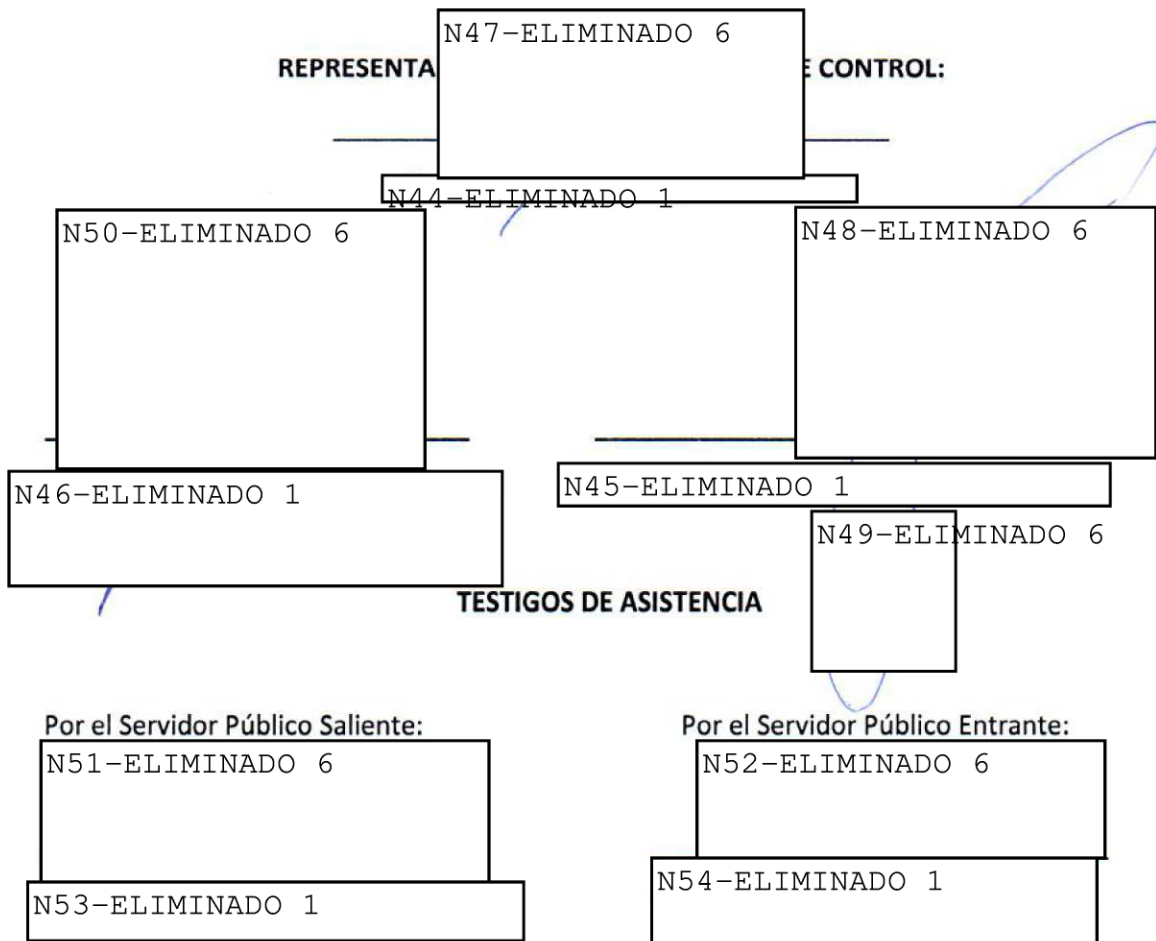 N47-ELIMINADO 6
REPRESENTA E CONTROL:
N44-ELIMINADO 1
N50-ELIMINADO 6
N48-ELIMINADO 6
N46-ELIMINADO 1
N45-ELIMINADO 1
N49-ELIMINADO 6
TESTIGOS DE ASISTENCIA
Por el Servidor Público Saliente:
Por el Servidor Público Entrante:
N51-ELIMINADO 6
N52-ELIMINADO 6
N53-ELIMINADO 1
N54-ELIMINADO 1